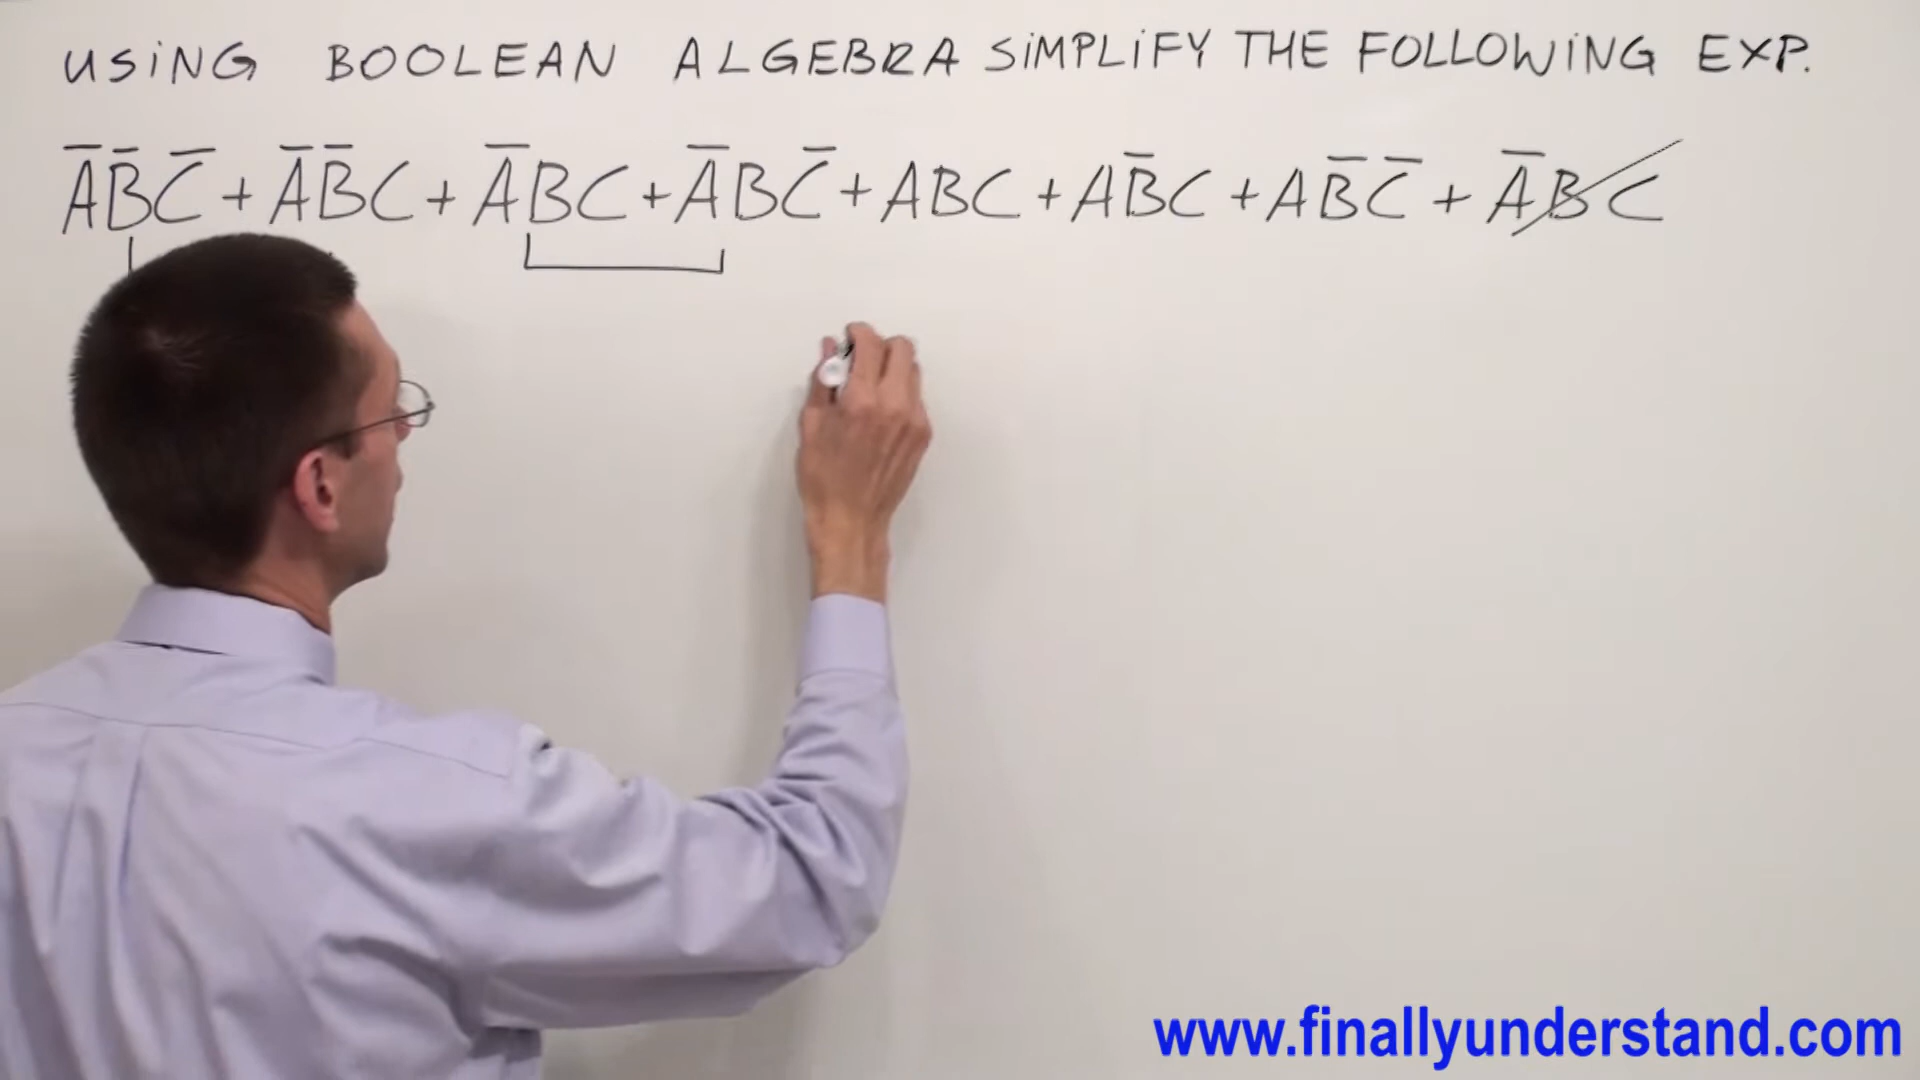 USiNG BOOLEAN ALGEBRA SiMPLiFY THE FOLLOWiNG EXP.
A̅B̅C̅ + A̅B̅C + A̅BC + A̅BC̅ + ABC + AB̅C + AB̅C̅ + A̅BC
www.finallyunderstand.com